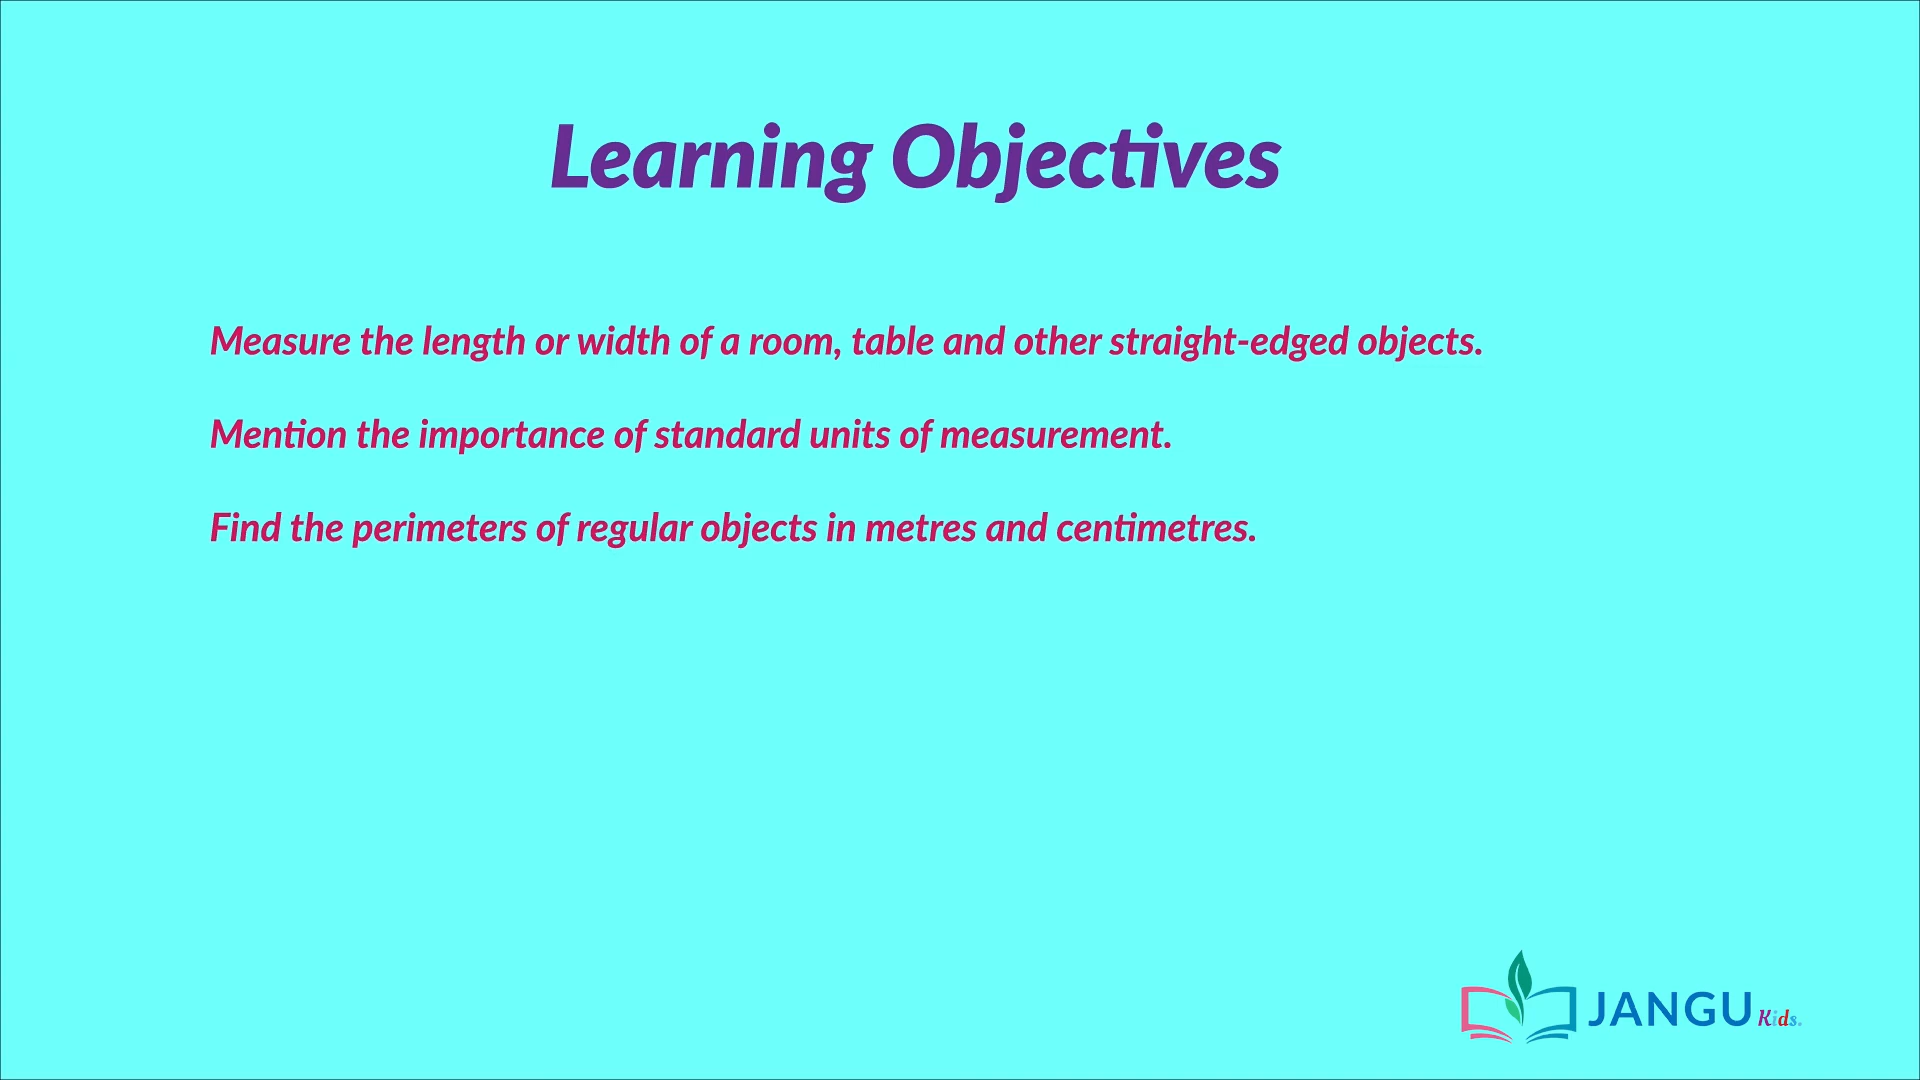 Learning Objectives
Measure the length or width of a room, table and other straight-edged objects.
Mention the importance of standard units of measurement.
Find the perimeters of regular objects in metres and centimetres.
JANGU Kids.